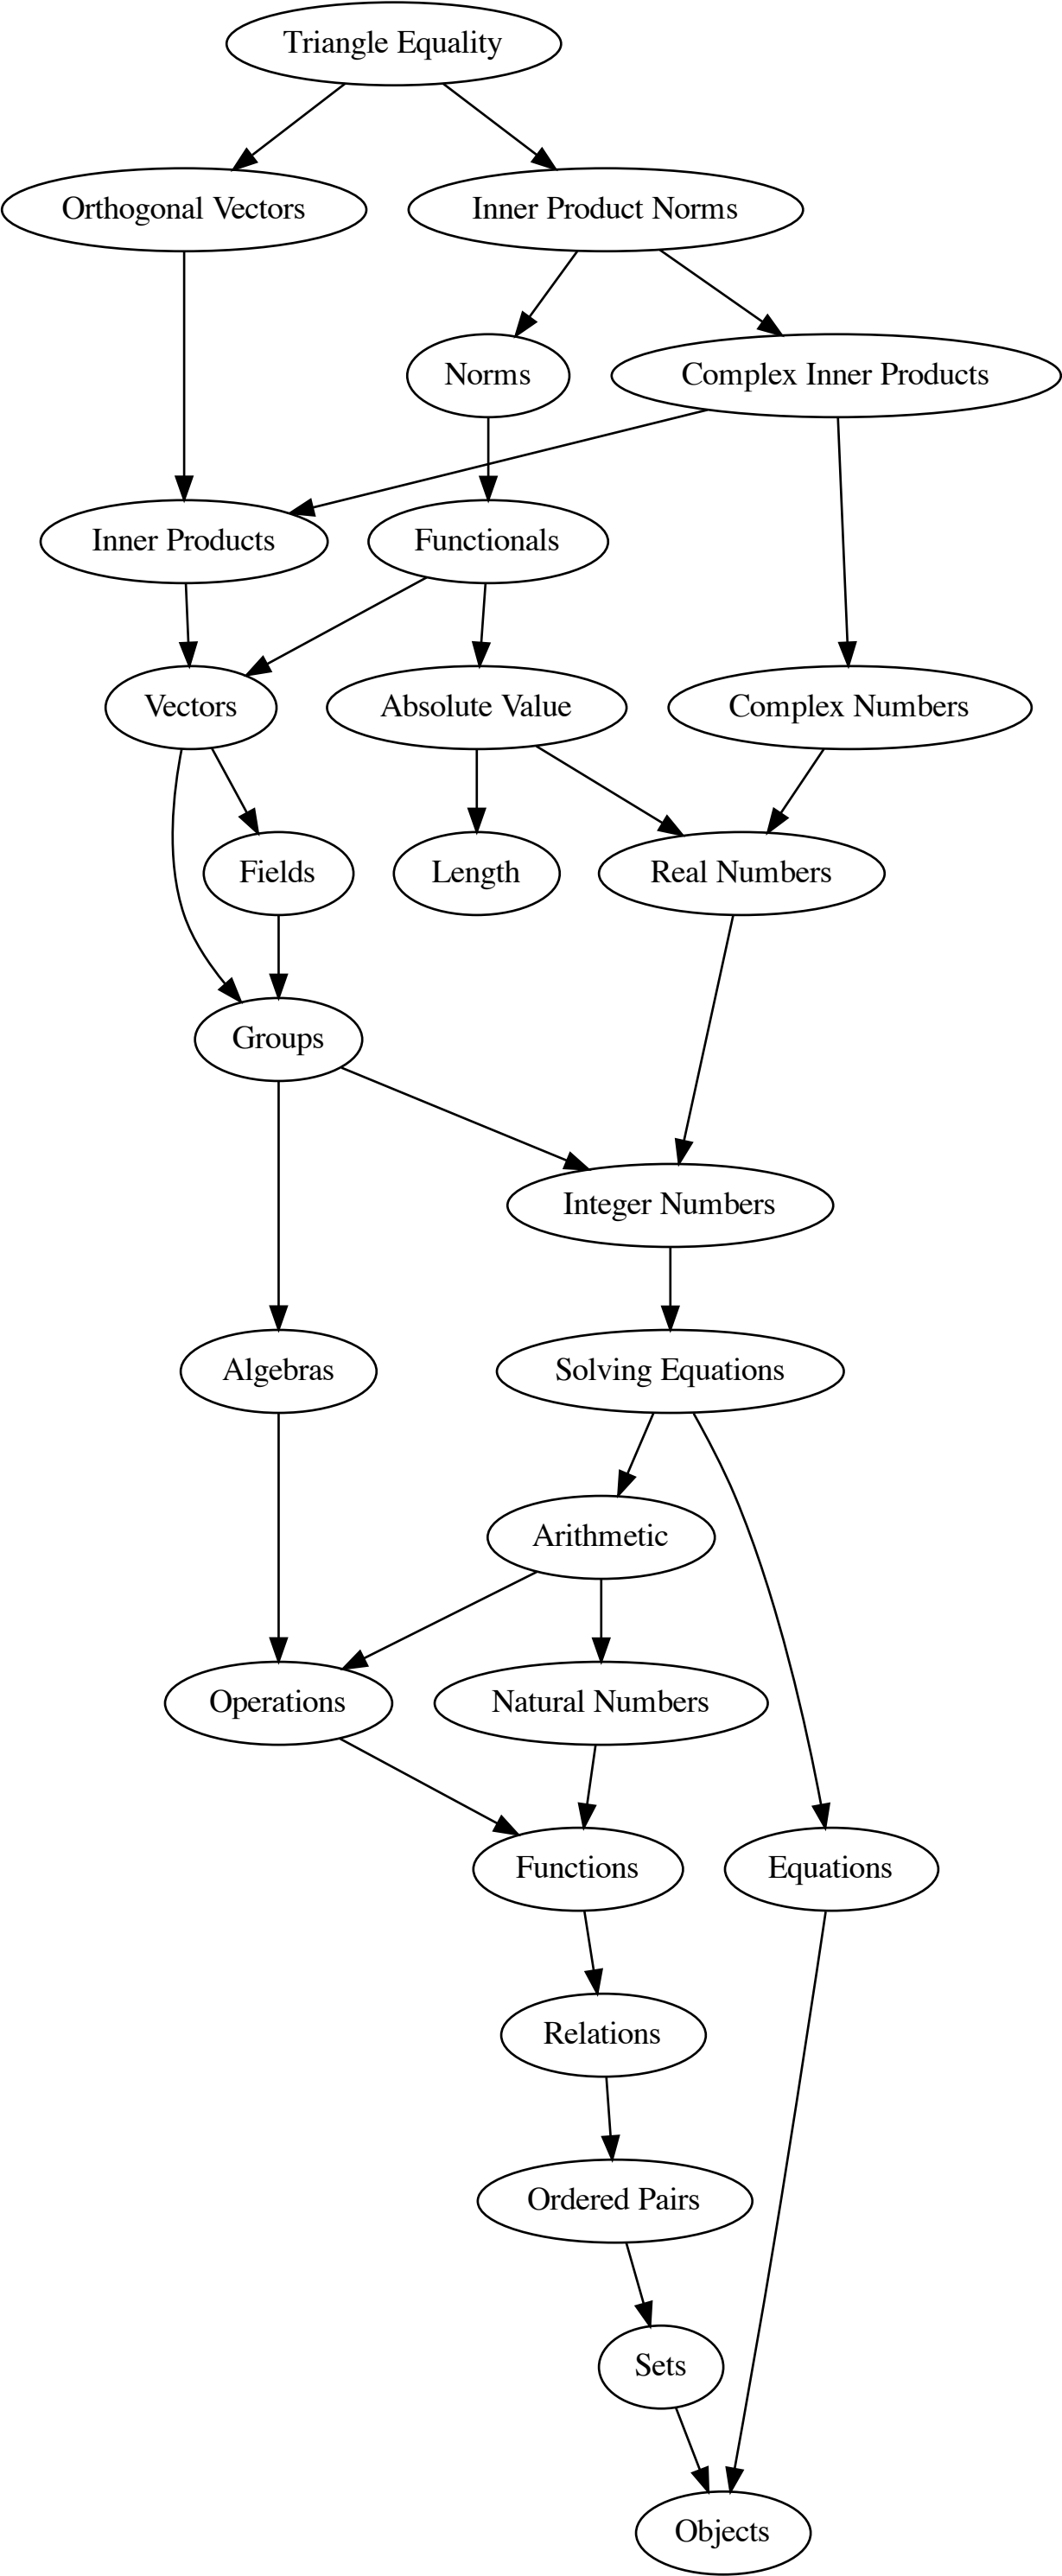 Triangle Equality
Orthogonal Vectors
Inner Product Norms
Norms
Complex Inner Products
Inner Products
Functionals
Vectors
Absolute Value
Complex Numbers
Fields
Length
Real Numbers
Groups
Integer Numbers
Algebras
Solving Equations
Arithmetic
Operations
Natural Numbers
Functions
Equations
Relations
Ordered Pairs
Sets
Objects